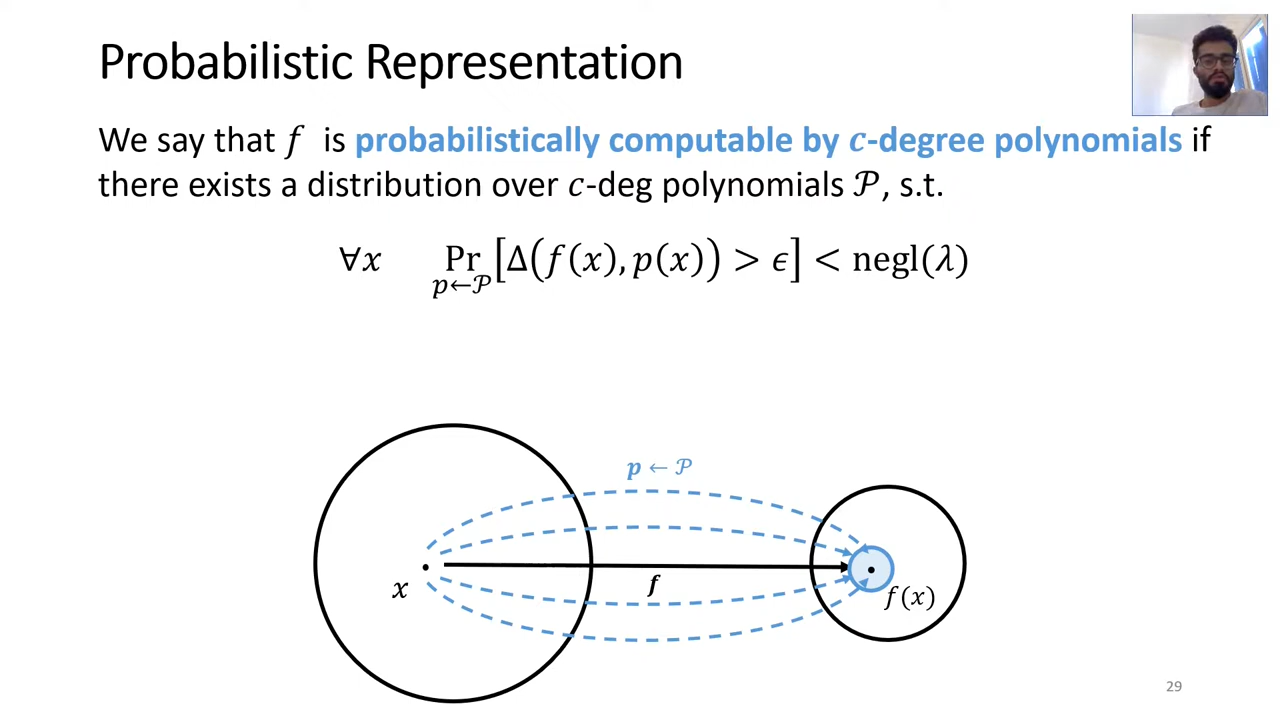 Probabilistic Representation
We say that f is probabilistically computable by c-degree polynomials if
there exists a distribution over c-deg polynomials 𝒫, s.t.
∀x Pr_{p←𝒫}[Δ(f(x), p(x)) > ϵ] < negl(λ)
p ← 𝒫
x
f
f(x)
29